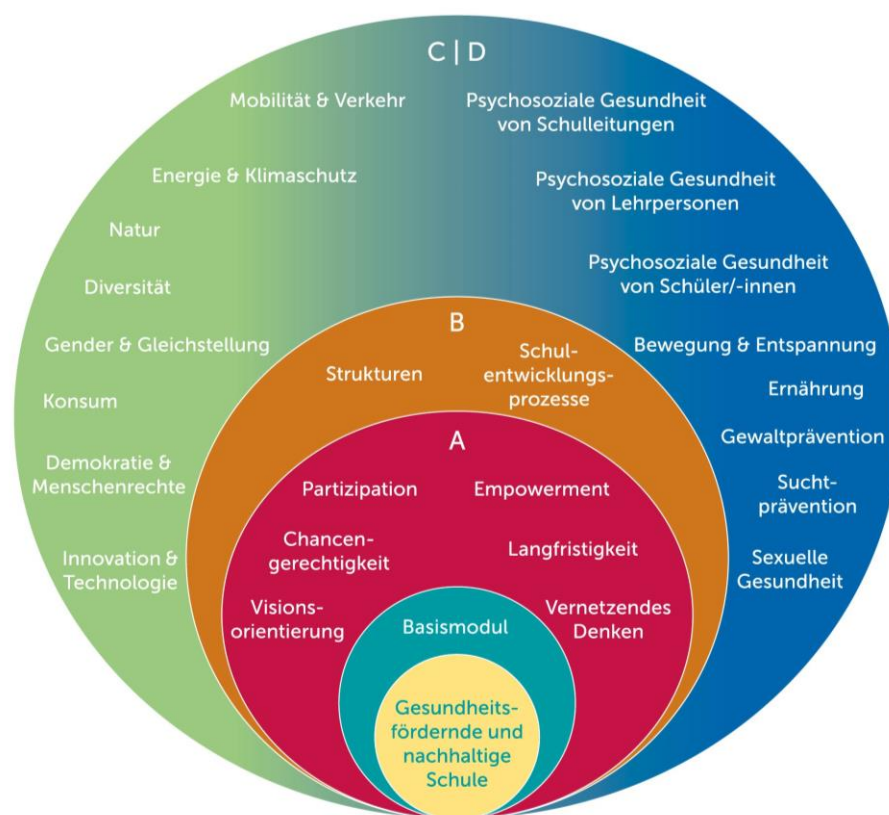 C | D
Mobilität & Verkehr
Energie & Klimaschutz
Natur
Diversität
Gender & Gleichstellung
Konsum
Demokratie &
Menschenrechte
Innovation &
Technologie
Psychosoziale Gesundheit
von Schulleitungen
Psychosoziale Gesundheit
von Lehrpersonen
Psychosoziale Gesundheit
von Schüler/-innen
Bewegung & Entspannung
Ernährung
Gewaltprävention
Sucht-
prävention
Sexuelle
Gesundheit
B
Strukturen
Schul-
entwicklungs-
prozesse
A
Partizipation
Empowerment
Chancen-
gerechtigkeit
Langfristigkeit
Visions-
orientierung
Vernetzendes
Denken
Basismodul
Gesundheits-
fördernde und
nachhaltige
Schule